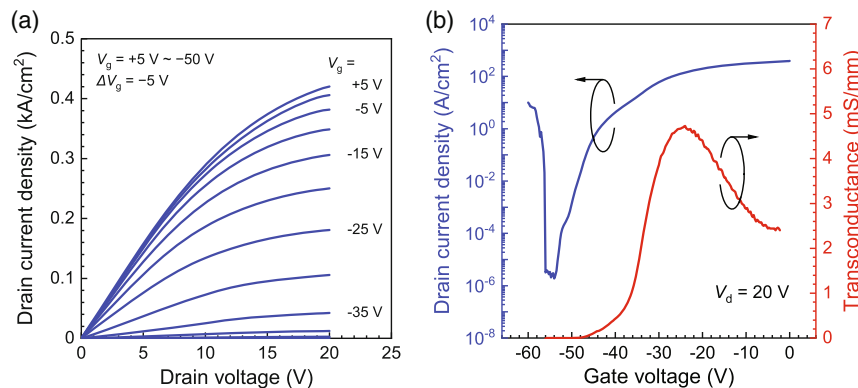 (a)
0.5
0.4
0.3
0.2
0.1
0
Drain current density (kA/cm²)
V_g = +5 V ~ −50 V
ΔV_g = −5 V
V_g =
+5 V
-5 V
-15 V
-25 V
-35 V
0 5 10 15 20 25
Drain voltage (V)
(b)
10⁴
10²
10⁰
10⁻²
10⁻⁴
10⁻⁶
10⁻⁸
Drain current density (A/cm²)
V_d = 20 V
7
6
5
4
3
2
1
0
Transconductance (mS/mm)
-60 -50 -40 -30 -20 -10 0
Gate voltage (V)